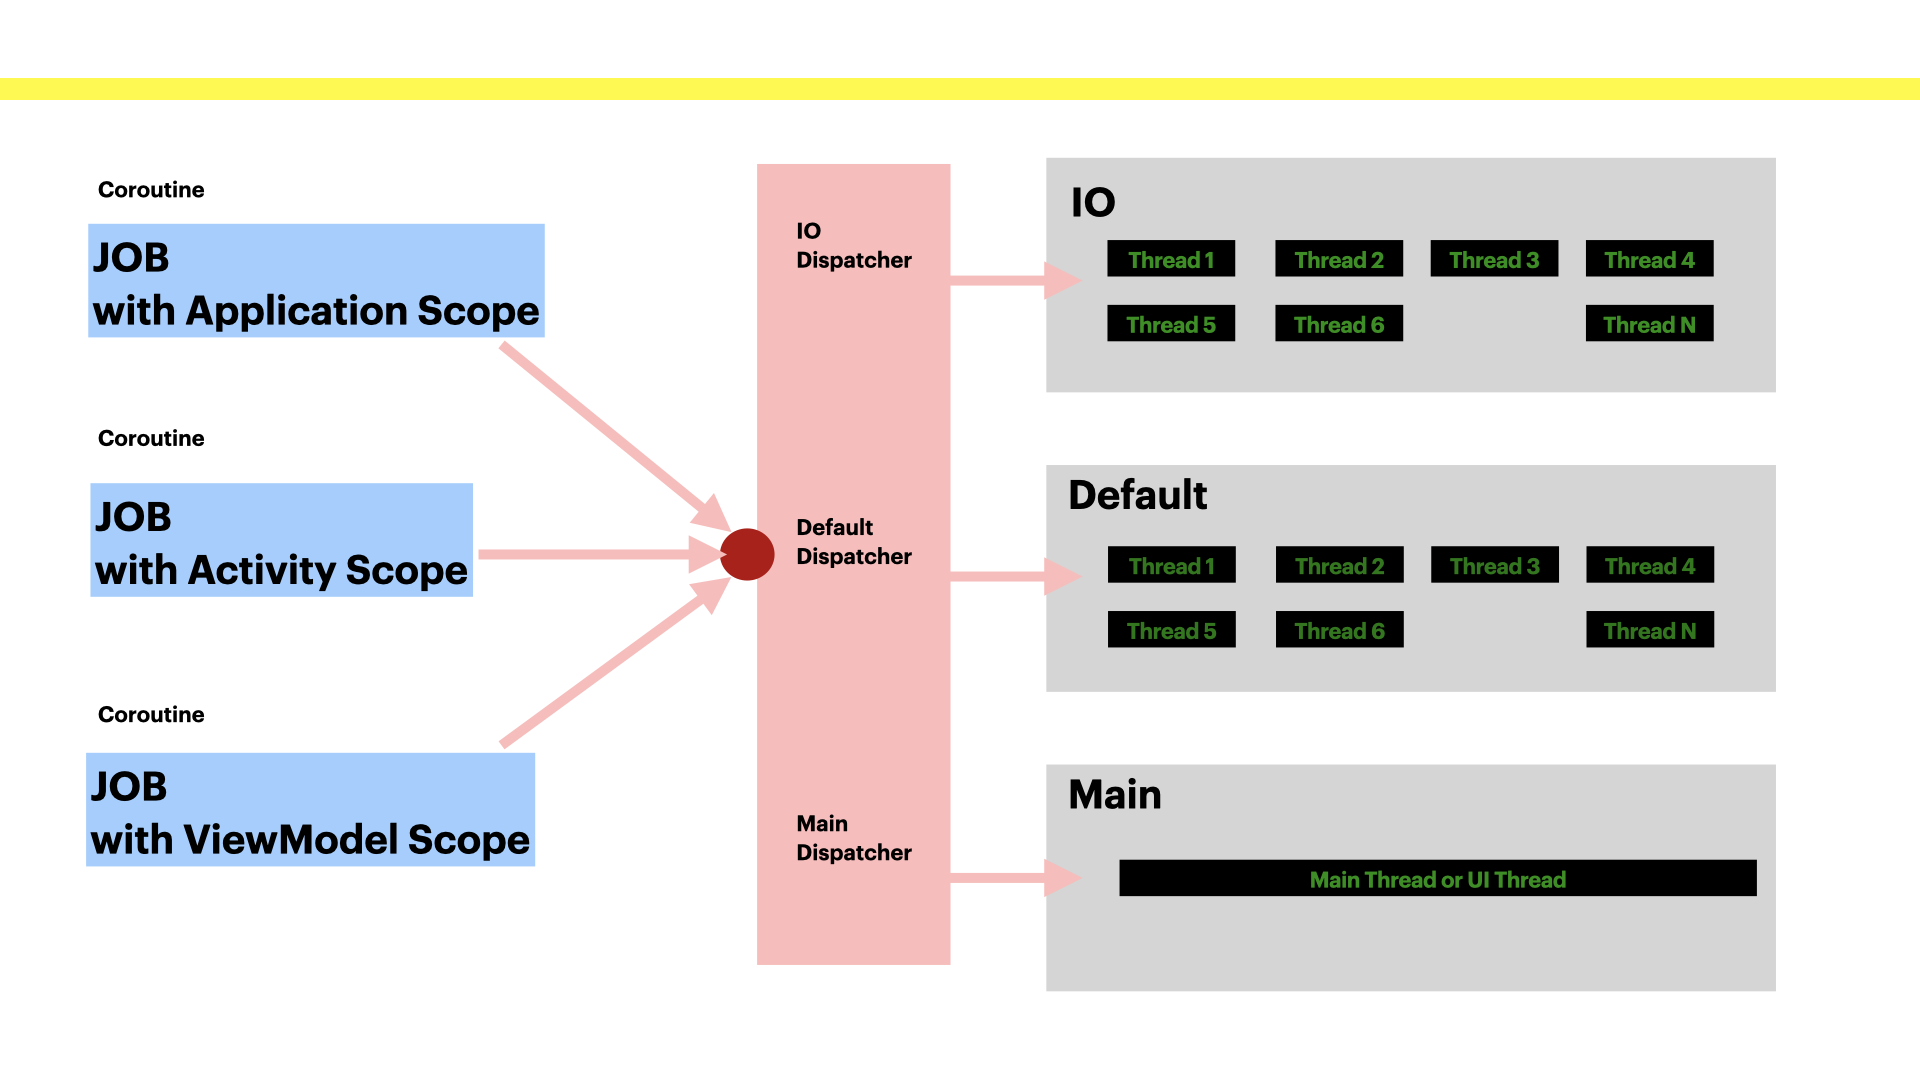 Coroutine
JOB
with Application Scope
Coroutine
JOB
with Activity Scope
Coroutine
JOB
with ViewModel Scope
IO
Dispatcher
Default
Dispatcher
Main
Dispatcher
IO
Thread 1 Thread 2 Thread 3 Thread 4
Thread 5 Thread 6 Thread N
Default
Thread 1 Thread 2 Thread 3 Thread 4
Thread 5 Thread 6 Thread N
Main
Main Thread or UI Thread